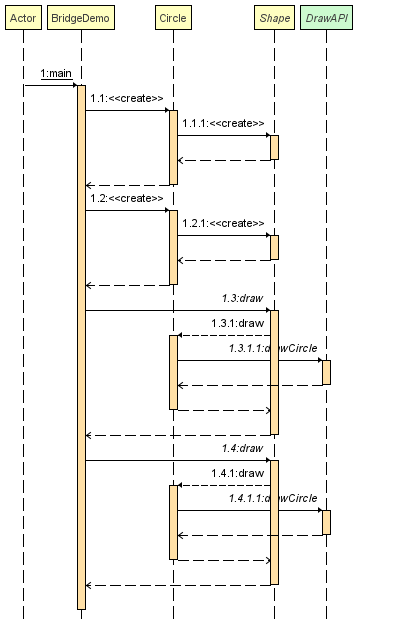 Actor BridgeDemo Circle Shape DrawAPI
1:main
1.1:<<create>>
1.1.1:<<create>>
1.2:<<create>>
1.2.1:<<create>>
1.3:draw
1.3.1:draw
1.3.1.1:drawCircle
1.4:draw
1.4.1:draw
1.4.1.1:drawCircle